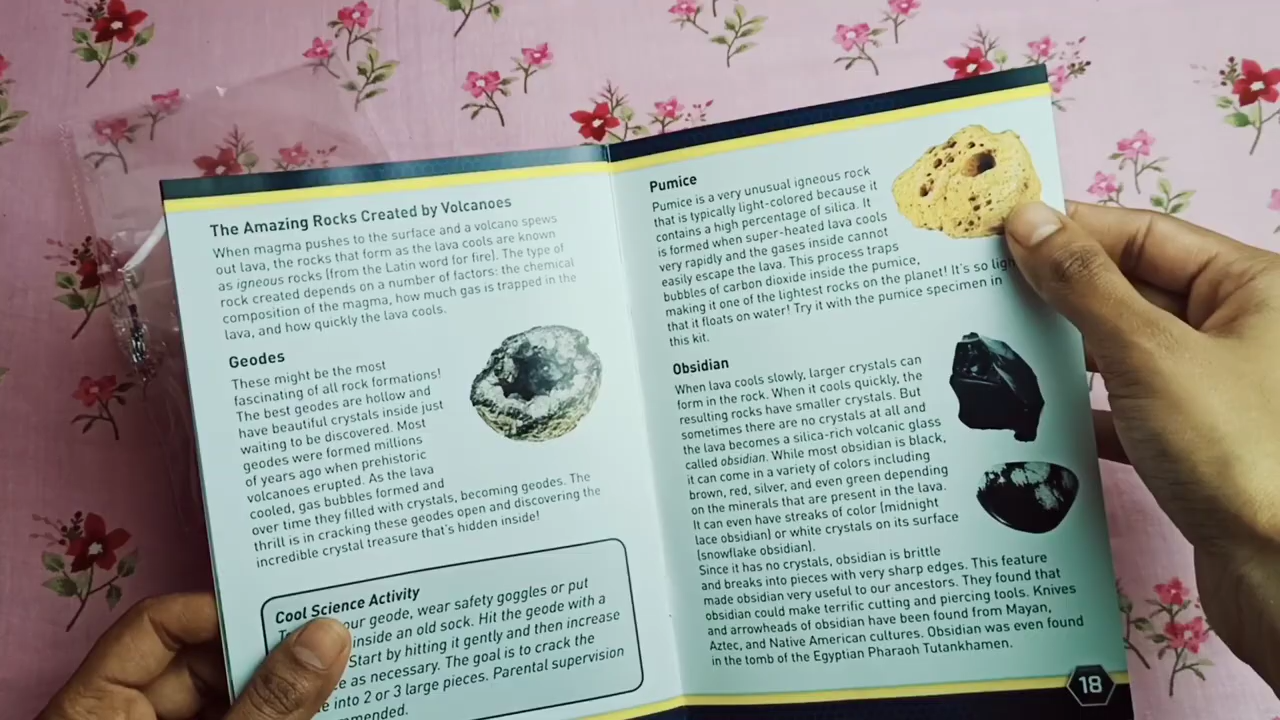 The Amazing Rocks Created by Volcanoes
When magma pushes to the surface and a volcano spews
out lava, the rocks that form as the lava cools are known
as igneous rocks (from the Latin word for fire). The type of
rock created depends on a number of factors: the chemical
composition of the magma, how much gas is trapped in the
lava, and how quickly the lava cools.
Geodes
These might be the most
fascinating of all rock formations!
The best geodes are hollow and
have beautiful crystals inside just
waiting to be discovered. Most
geodes were formed millions
of years ago when prehistoric
volcanoes erupted. As the lava
cooled, gas bubbles formed and
over time they filled with crystals, becoming geodes. The
thrill is in cracking these geodes open and discovering the
incredible crystal treasure that's hidden inside!
Cool Science Activity
our geode, wear safety goggles or put
inside an old sock. Hit the geode with a
Start by hitting it gently and then increase
as necessary. The goal is to crack the
into 2 or 3 large pieces. Parental supervision
Pumice
Pumice is a very unusual igneous rock
that is typically light-colored because it
contains a high percentage of silica. It
is formed when super-heated lava cools
very rapidly and the gases inside cannot
easily escape the lava. This process traps
bubbles of carbon dioxide inside the pumice,
making it one of the lightest rocks on the planet! It's so light
that it floats on water! Try it with the pumice specimen in
this kit.
Obsidian
When lava cools slowly, larger crystals can
form in the rock. When it cools quickly, the
resulting rocks have smaller crystals. But
sometimes there are no crystals at all and
the lava becomes a silica-rich volcanic glass
called obsidian. While most obsidian is black,
it can come in a variety of colors including
brown, red, silver, and even green depending
on the minerals that are present in the lava.
It can even have streaks of color (midnight
lace obsidian) or white crystals on its surface
(snowflake obsidian).
Since it has no crystals, obsidian is brittle
and breaks into pieces with very sharp edges. This feature
made obsidian very useful to our ancestors. They found that
obsidian could make terrific cutting and piercing tools. Knives
and arrowheads of obsidian have been found from Mayan,
Aztec, and Native American cultures. Obsidian was even found
in the tomb of the Egyptian Pharaoh Tutankhamen.
18